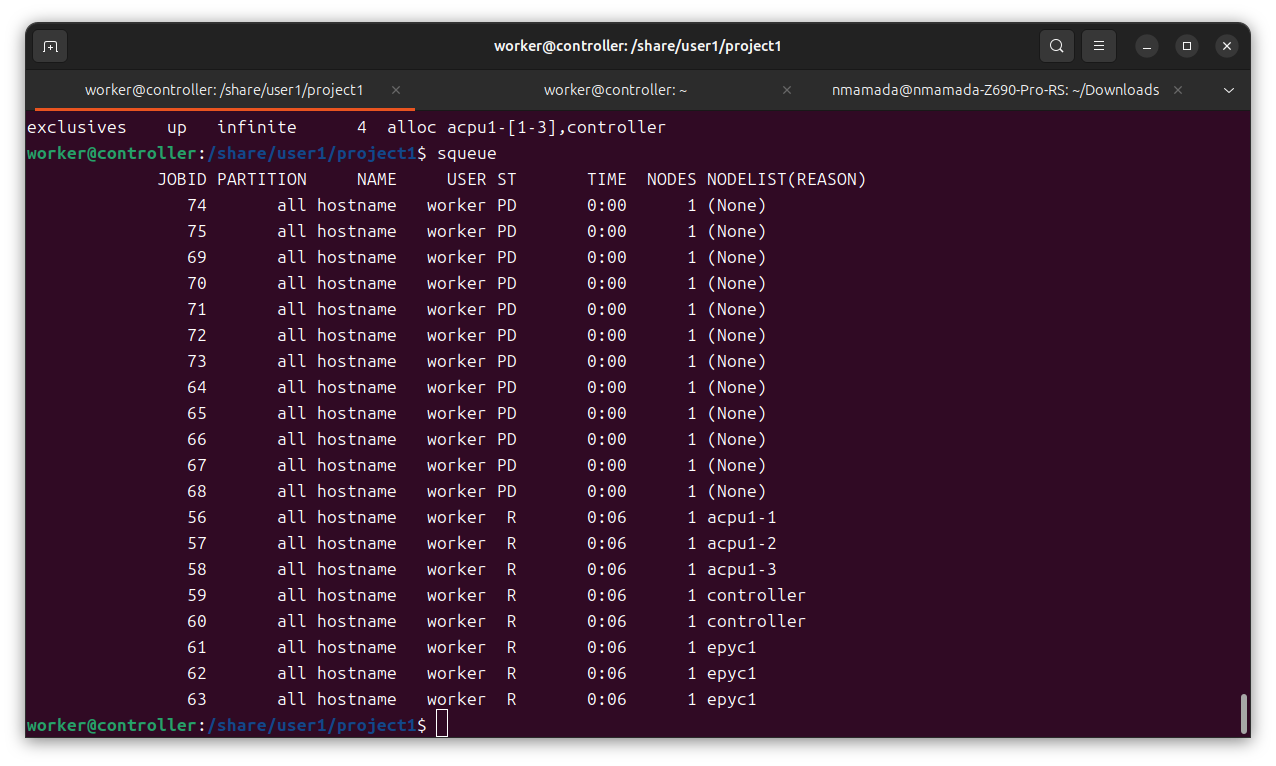 worker@controller: /share/user1/project1
worker@controller: /share/user1/project1 worker@controller: ~ nmamada@nmamada-Z690-Pro-RS: ~/Downloads
exclusives    up   infinite      4  alloc acpu1-[1-3],controller
worker@controller:/share/user1/project1$ squeue
             JOBID PARTITION     NAME     USER ST       TIME  NODES NODELIST(REASON)
                74       all hostname   worker PD       0:00      1 (None)
                75       all hostname   worker PD       0:00      1 (None)
                69       all hostname   worker PD       0:00      1 (None)
                70       all hostname   worker PD       0:00      1 (None)
                71       all hostname   worker PD       0:00      1 (None)
                72       all hostname   worker PD       0:00      1 (None)
                73       all hostname   worker PD       0:00      1 (None)
                64       all hostname   worker PD       0:00      1 (None)
                65       all hostname   worker PD       0:00      1 (None)
                66       all hostname   worker PD       0:00      1 (None)
                67       all hostname   worker PD       0:00      1 (None)
                68       all hostname   worker PD       0:00      1 (None)
                56       all hostname   worker  R       0:06      1 acpu1-1
                57       all hostname   worker  R       0:06      1 acpu1-2
                58       all hostname   worker  R       0:06      1 acpu1-3
                59       all hostname   worker  R       0:06      1 controller
                60       all hostname   worker  R       0:06      1 controller
                61       all hostname   worker  R       0:06      1 epyc1
                62       all hostname   worker  R       0:06      1 epyc1
                63       all hostname   worker  R       0:06      1 epyc1
worker@controller:/share/user1/project1$